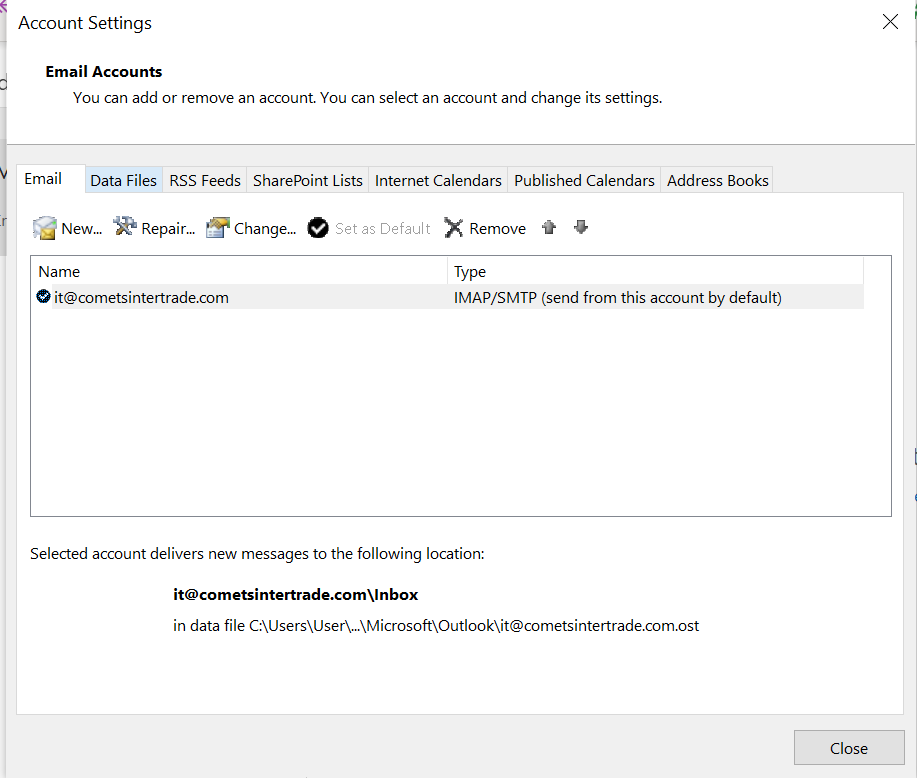 Account Settings
Email Accounts
You can add or remove an account. You can select an account and change its settings.
Email Data Files RSS Feeds SharePoint Lists Internet Calendars Published Calendars Address Books
New... Repair... Change... Set as Default Remove
Name Type
it@cometsintertrade.com IMAP/SMTP (send from this account by default)
Selected account delivers new messages to the following location:
it@cometsintertrade.com\Inbox
in data file C:\Users\User\...\Microsoft\Outlook\it@cometsintertrade.com.ost
Close